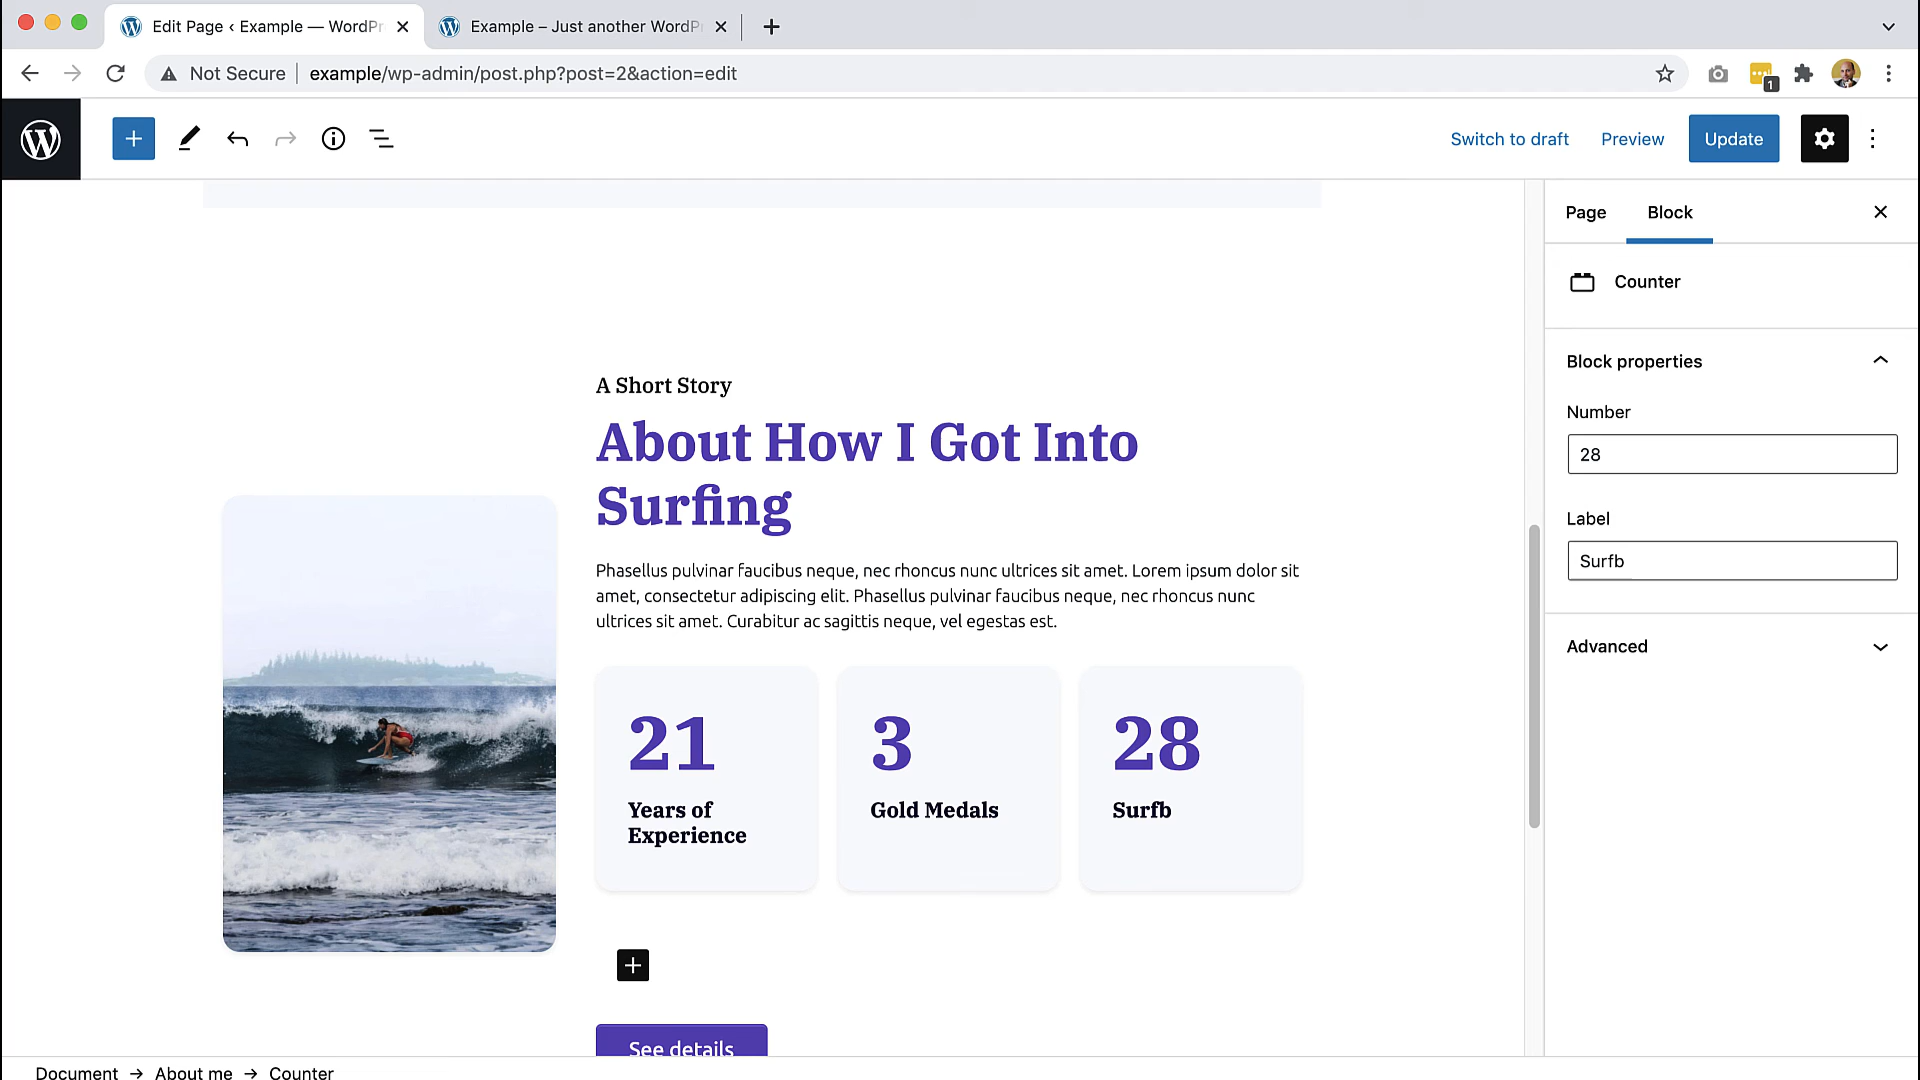 Edit Page ‹ Example — WordPr
Example – Just another WordPr
Not Secure
example/wp-admin/post.php?post=2&action=edit
1
Switch to draft
Preview
Update
Page
Block
Counter
Block properties
Number
28
Label
Surfb
Advanced
A Short Story
About How I Got Into
Surfing
Phasellus pulvinar faucibus neque, nec rhoncus nunc ultrices sit amet. Lorem ipsum dolor sit
amet, consectetur adipiscing elit. Phasellus pulvinar faucibus neque, nec rhoncus nunc
ultrices sit amet. Curabitur ac sagittis neque, vel egestas est.
21
Years of
Experience
3
Gold Medals
28
Surfb
See details
Document → About me → Counter